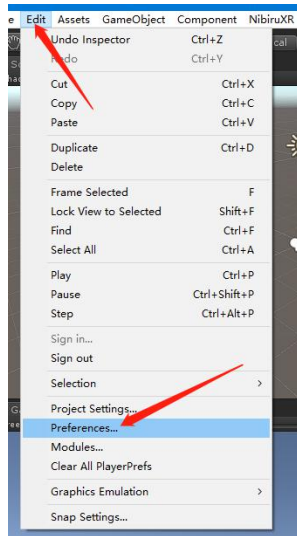 Edit Assets GameObject Component NibiruXR
Undo Inspector Ctrl+Z
Redo Ctrl+Y
Cut Ctrl+X
Copy Ctrl+C
Paste Ctrl+V
Duplicate Ctrl+D
Delete
Frame Selected F
Lock View to Selected Shift+F
Find Ctrl+F
Select All Ctrl+A
Play Ctrl+P
Pause Ctrl+Shift+P
Step Ctrl+Alt+P
Sign in...
Sign out
Selection >
Project Settings...
Preferences...
Modules...
Clear All PlayerPrefs
Graphics Emulation >
Snap Settings...